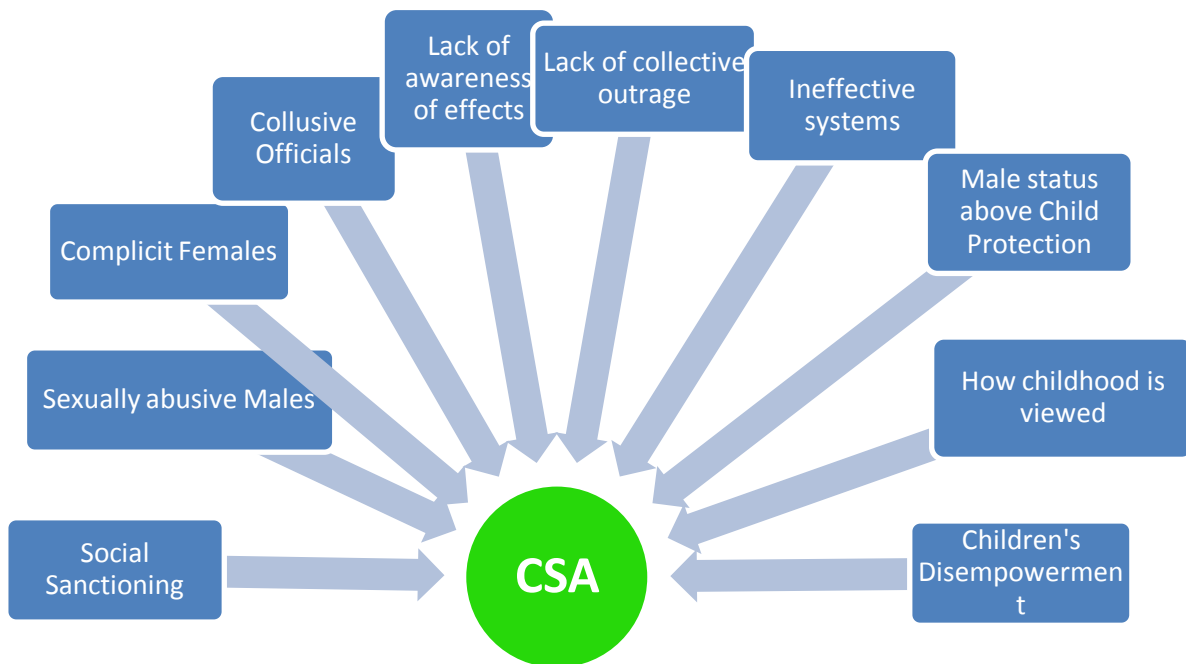 Lack of
awareness
of effects
Lack of collective
outrage
Ineffective
systems
Collusive
Officials
Male status
above Child
Protection
Complicit Females
Sexually abusive Males
How childhood is
viewed
Social
Sanctioning
CSA
Children's
Disempowermen
t